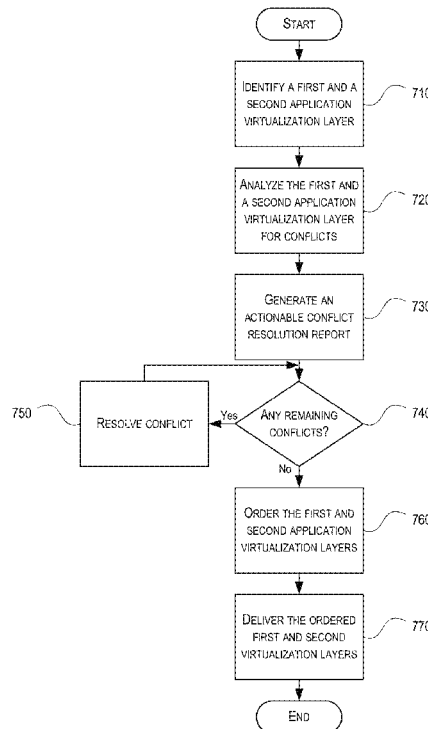 START
IDENTIFY A FIRST AND A
SECOND APPLICATION
VIRTUALIZATION LAYER
710
ANALYZE THE FIRST AND
A SECOND APPLICATION
VIRTUALIZATION LAYER
FOR CONFLICTS
720
GENERATE AN
ACTIONABLE CONFLICT
RESOLUTION REPORT
730
750
RESOLVE CONFLICT
Yes
ANY REMAINING
CONFLICTS?
740
No
ORDER THE FIRST AND
SECOND APPLICATION
VIRTUALIZATION LAYERS
760
DELIVER THE ORDERED
FIRST AND SECOND
VIRTUALIZATION LAYERS
770
END